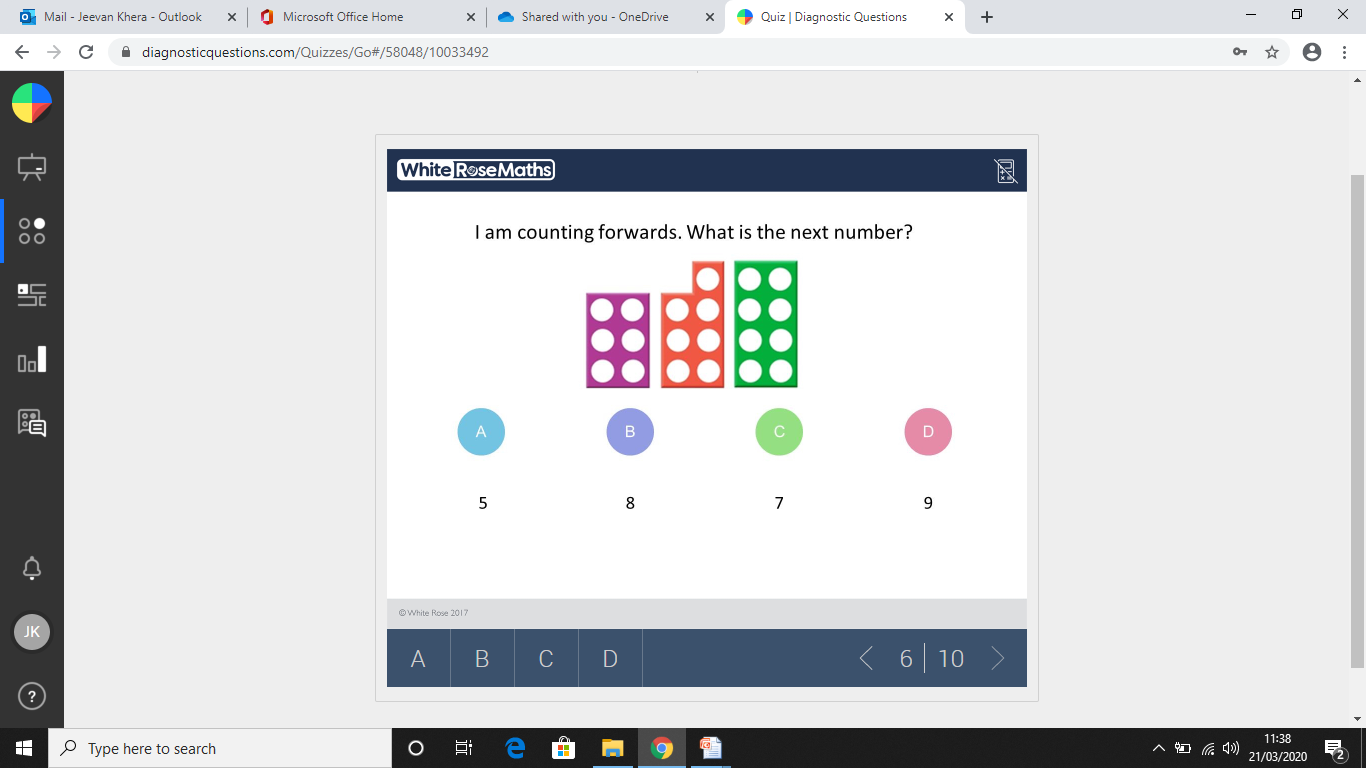 Mail - Jeevan Khera - Outlook
Microsoft Office Home
Shared with you - OneDrive
Quiz | Diagnostic Questions
diagnosticquestions.com/Quizzes/Go#/58048/10033492
White RoseMaths
I am counting forwards. What is the next number?
A B C D
5 8 7 9
© White Rose 2017
A B C D 6 10
JK
?
Type here to search
11:38
21/03/2020
2